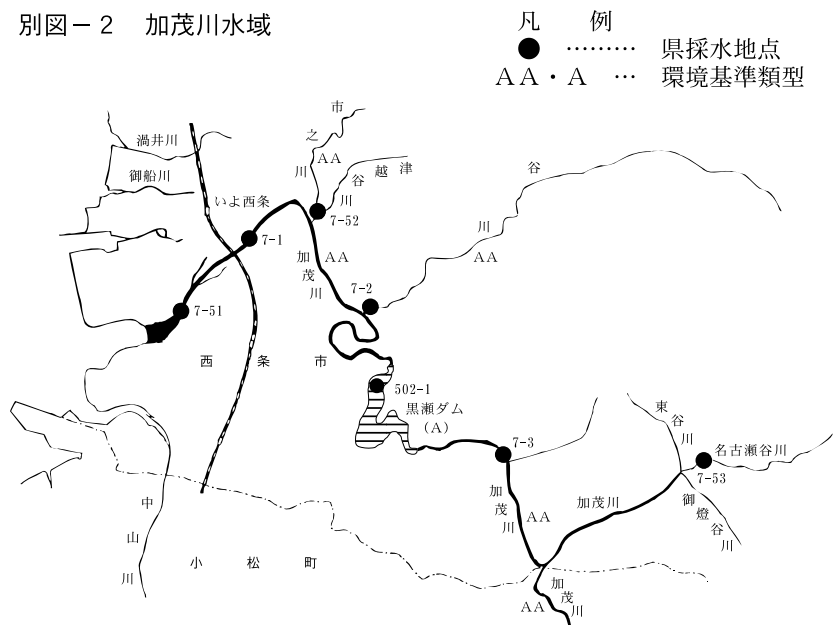 別図－2　加茂川水域
凡　例
● ……… 県採水地点
AA・A … 環境基準類型
渦井川
御船川
いよ西条
市之川
AA
越津谷川
7-52
7-1
加茂川
AA
谷川
AA
7-2
7-51
西条市
502-1
黒瀬ダム
(A)
7-3
東谷川
名古瀬谷川
7-53
加茂川
AA
加茂川
御燈谷川
中山川
小松町
加茂川
AA